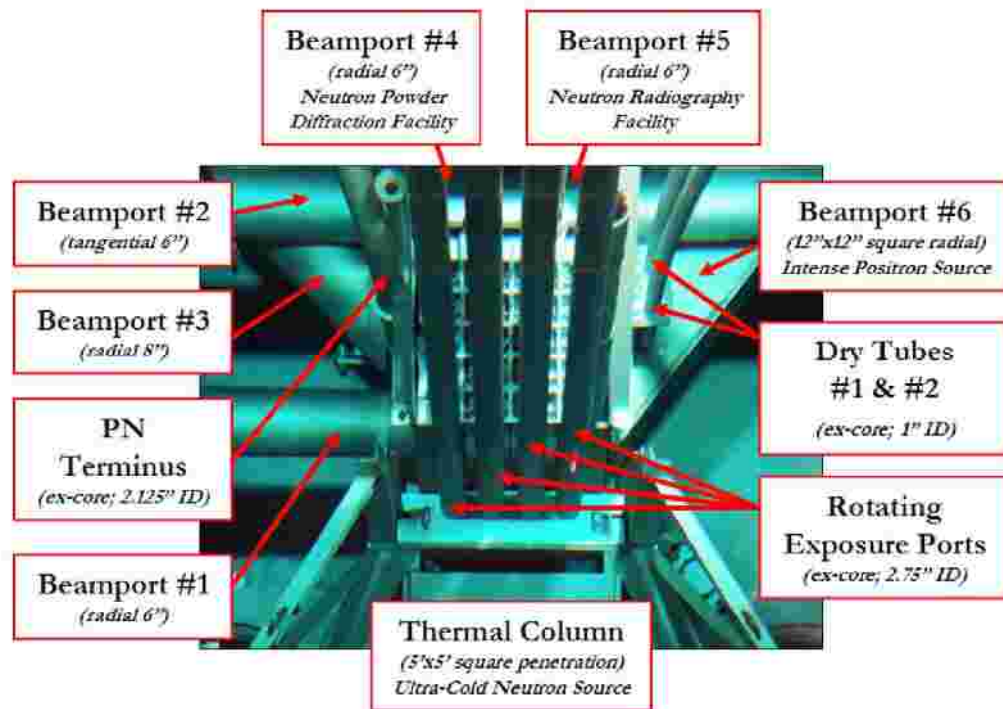 Beamport #4
(radial 6")
Neutron Powder
Diffraction Facility
Beamport #5
(radial 6")
Neutron Radiography
Facility
Beamport #2
(tangential 6")
Beamport #6
(12"x12" square radial)
Intense Positron Source
Beamport #3
(radial 8")
Dry Tubes
#1 & #2
(ex-core; 1" ID)
PN
Terminus
(ex-core; 2.125" ID)
Rotating
Exposure Ports
(ex-core; 2.75" ID)
Beamport #1
(radial 6")
Thermal Column
(5'x5' square penetration)
Ultra-Cold Neutron Source